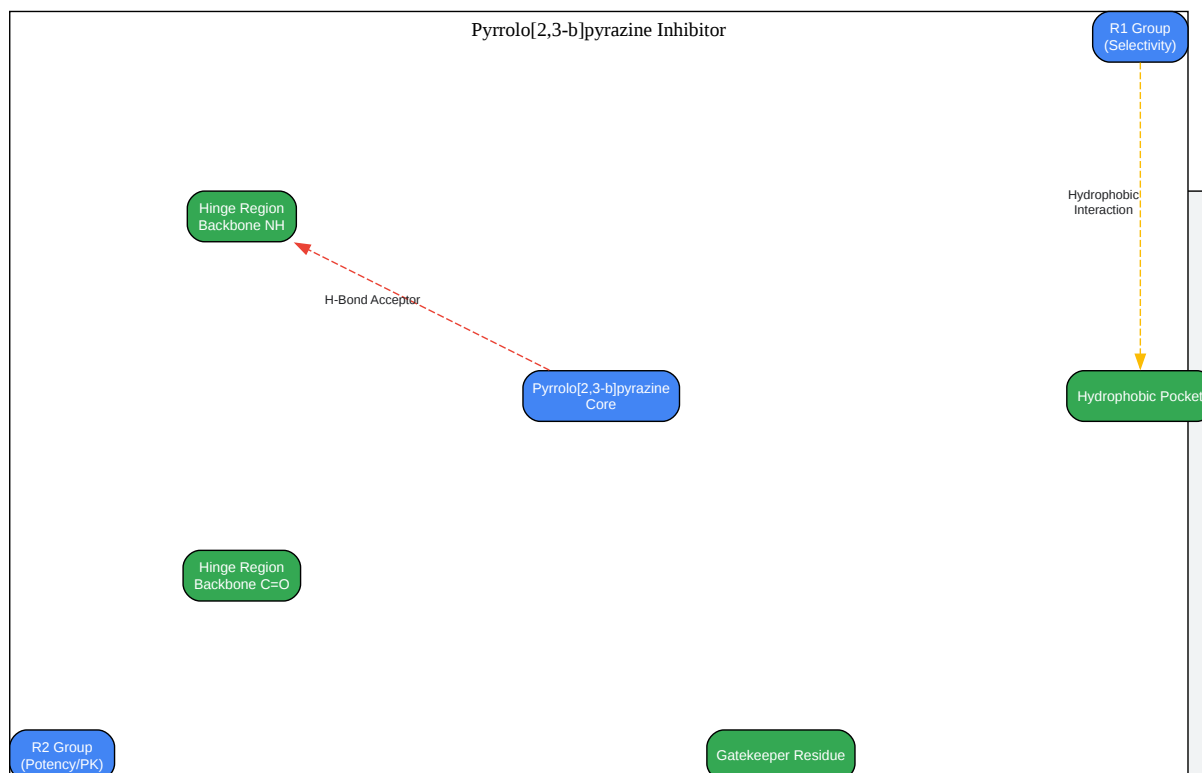 Pyrrolo[2,3-b]pyrazine Inhibitor
R1 Group
(Selectivity)
Hydrophobic
Interaction
Hinge Region
Backbone NH
H-Bond Acceptor
Pyrrolo[2,3-b]pyrazine
Core
Hydrophobic Pocket
Hinge Region
Backbone C=O
R2 Group
(Potency/PK)
Gatekeeper Residue